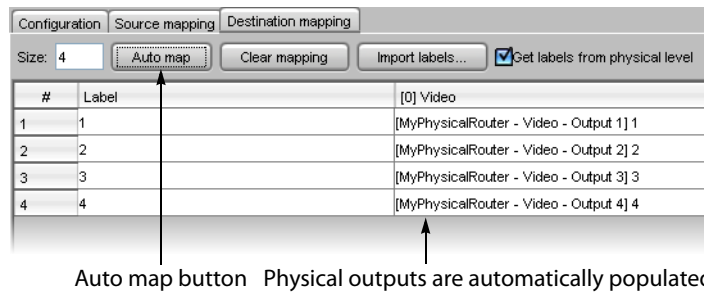 Configuration Source mapping Destination mapping
Size: 4 Auto map Clear mapping Import labels... Get labels from physical level
# Label [0] Video
1 1 [MyPhysicalRouter - Video - Output 1] 1
2 2 [MyPhysicalRouter - Video - Output 2] 2
3 3 [MyPhysicalRouter - Video - Output 3] 3
4 4 [MyPhysicalRouter - Video - Output 4] 4
Auto map button Physical outputs are automatically populated